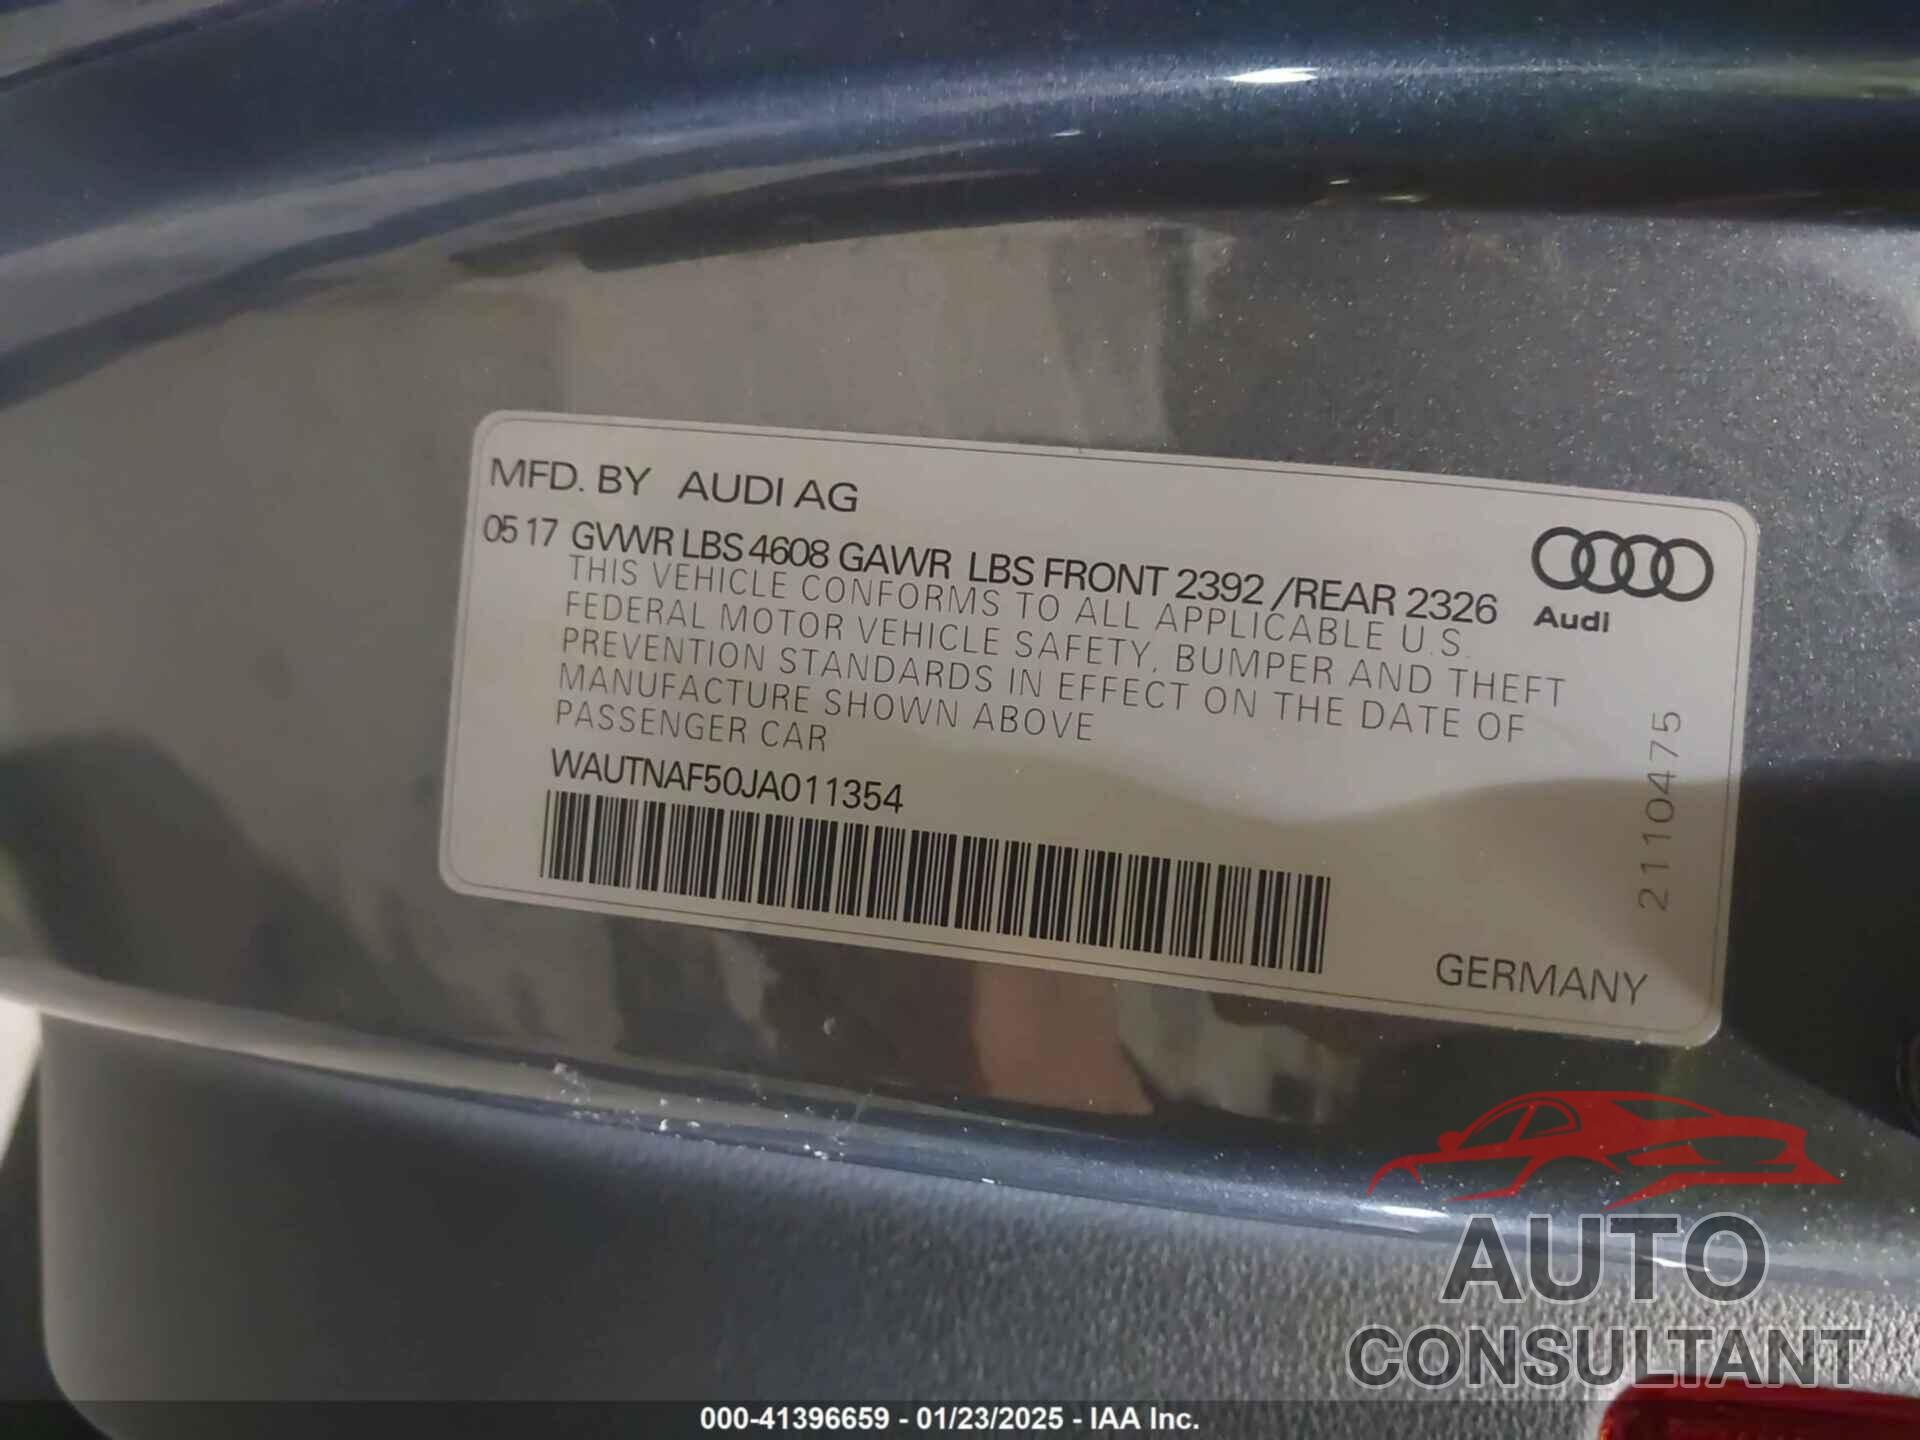 MFD. BY AUDI AG
05 17 GVWR LBS 4608 GAWR LBS FRONT 2392 /REAR 2326
THIS VEHICLE CONFORMS TO ALL APPLICABLE U.S.
FEDERAL MOTOR VEHICLE SAFETY, BUMPER AND THEFT
PREVENTION STANDARDS IN EFFECT ON THE DATE OF
MANUFACTURE SHOWN ABOVE
PASSENGER CAR
WAUTNAF50JA011354
Audi
2110475
GERMANY
AUTO
CONSULTANT
000-41396659 - 01/23/2025 - IAA Inc.